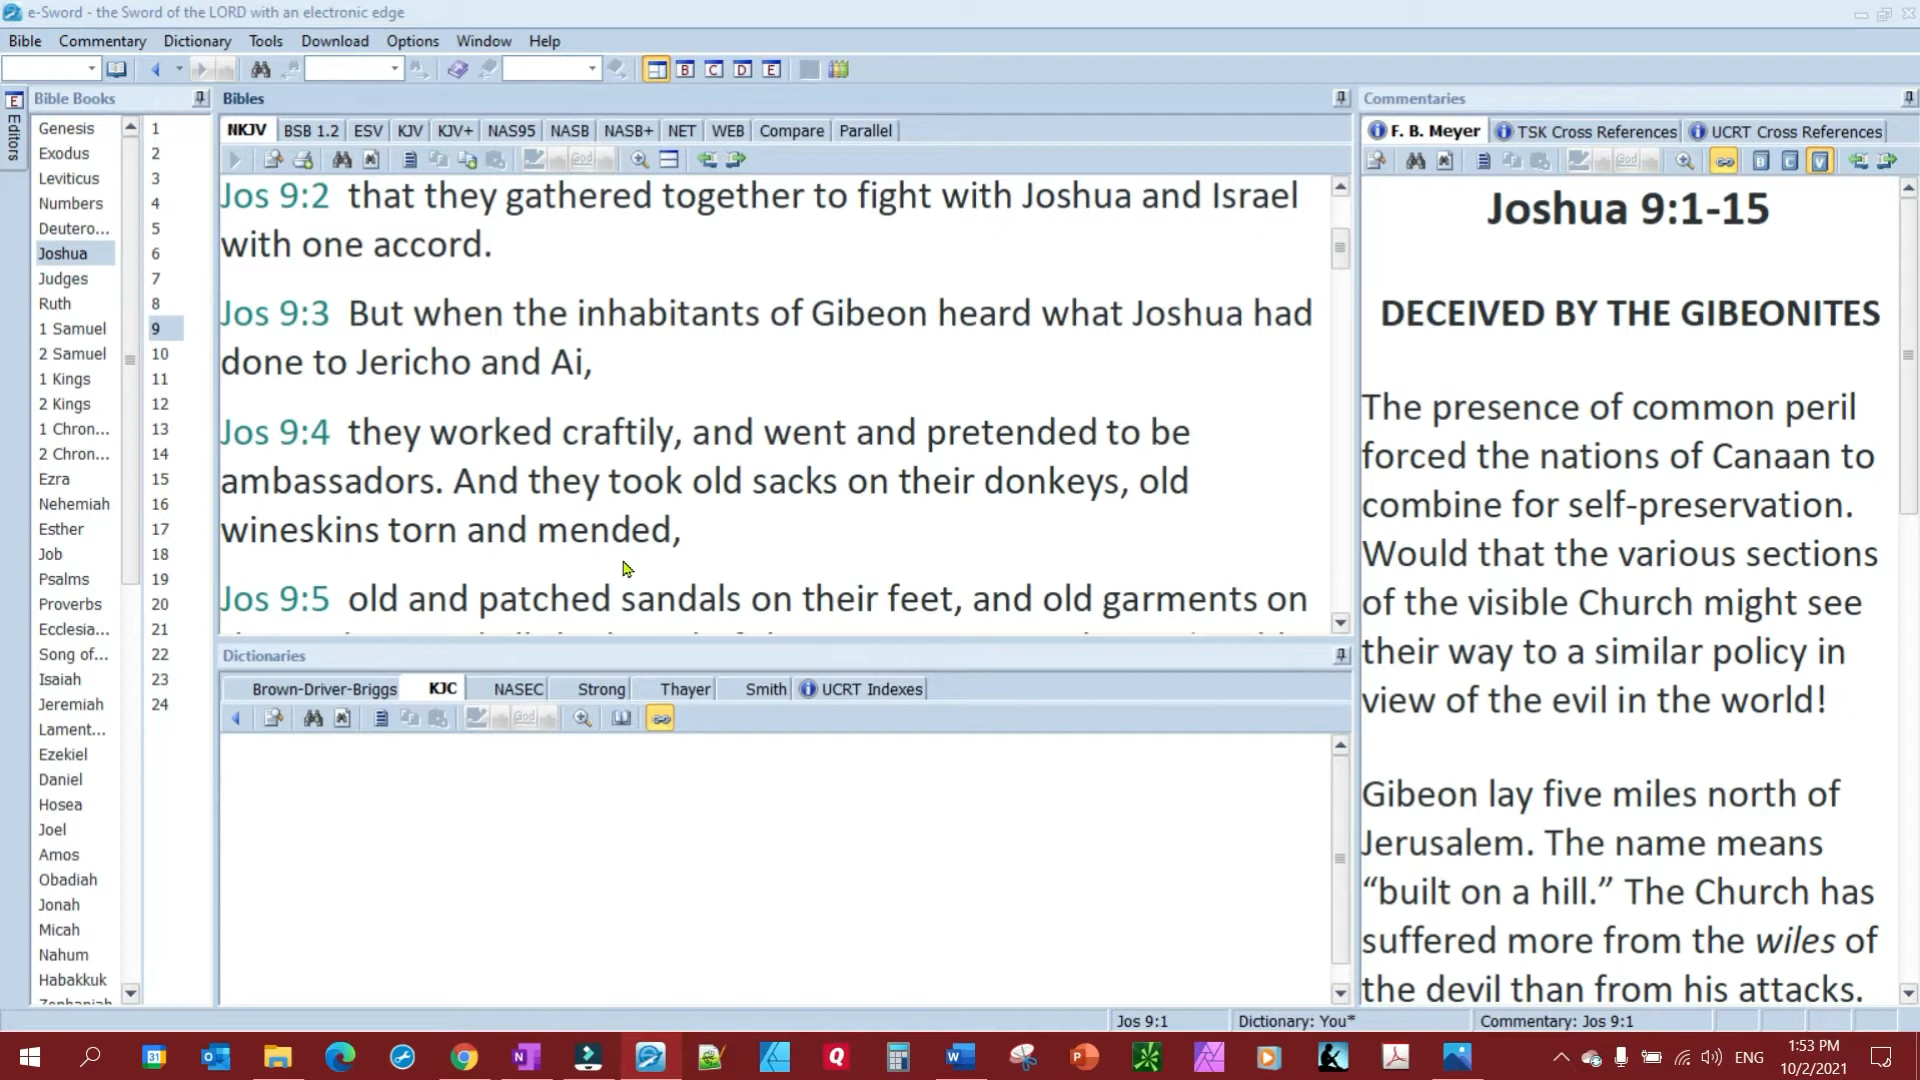 e-Sword - the Sword of the LORD with an electronic edge
Bible Commentary Dictionary Tools Download Options Window Help
B C D E
Editors
Bible Books
Genesis
Exodus
Leviticus
Numbers
Deutero...
Joshua
Judges
Ruth
1 Samuel
2 Samuel
1 Kings
2 Kings
1 Chron...
2 Chron...
Ezra
Nehemiah
Esther
Job
Psalms
Proverbs
Ecclesia...
Song of...
Isaiah
Jeremiah
Lament...
Ezekiel
Daniel
Hosea
Joel
Amos
Obadiah
Jonah
Micah
Nahum
Habakkuk
Zephaniah
1
2
3
4
5
6
7
8
9
10
11
12
13
14
15
16
17
18
19
20
21
22
23
24
Bibles
NKJV BSB 1.2 ESV KJV KJV+ NAS95 NASB NASB+ NET WEB Compare Parallel
God
Jos 9:2 that they gathered together to fight with Joshua and Israel
with one accord.
Jos 9:3 But when the inhabitants of Gibeon heard what Joshua had
done to Jericho and Ai,
Jos 9:4 they worked craftily, and went and pretended to be
ambassadors. And they took old sacks on their donkeys, old
wineskins torn and mended,
Jos 9:5 old and patched sandals on their feet, and old garments on
Dictionaries
Brown-Driver-Briggs KJC NASEC Strong Thayer Smith UCRT Indexes
God
Commentaries
F. B. Meyer TSK Cross References UCRT Cross References
God B C V
Joshua 9:1-15
DECEIVED BY THE GIBEONITES
The presence of common peril
forced the nations of Canaan to
combine for self-preservation.
Would that the various sections
of the visible Church might see
their way to a similar policy in
view of the evil in the world!
Gibeon lay five miles north of
Jerusalem. The name means
“built on a hill.” The Church has
suffered more from the wiles of
the devil than from his attacks.
Jos 9:1 Dictionary: You* Commentary: Jos 9:1
ENG
1:53 PM
10/2/2021